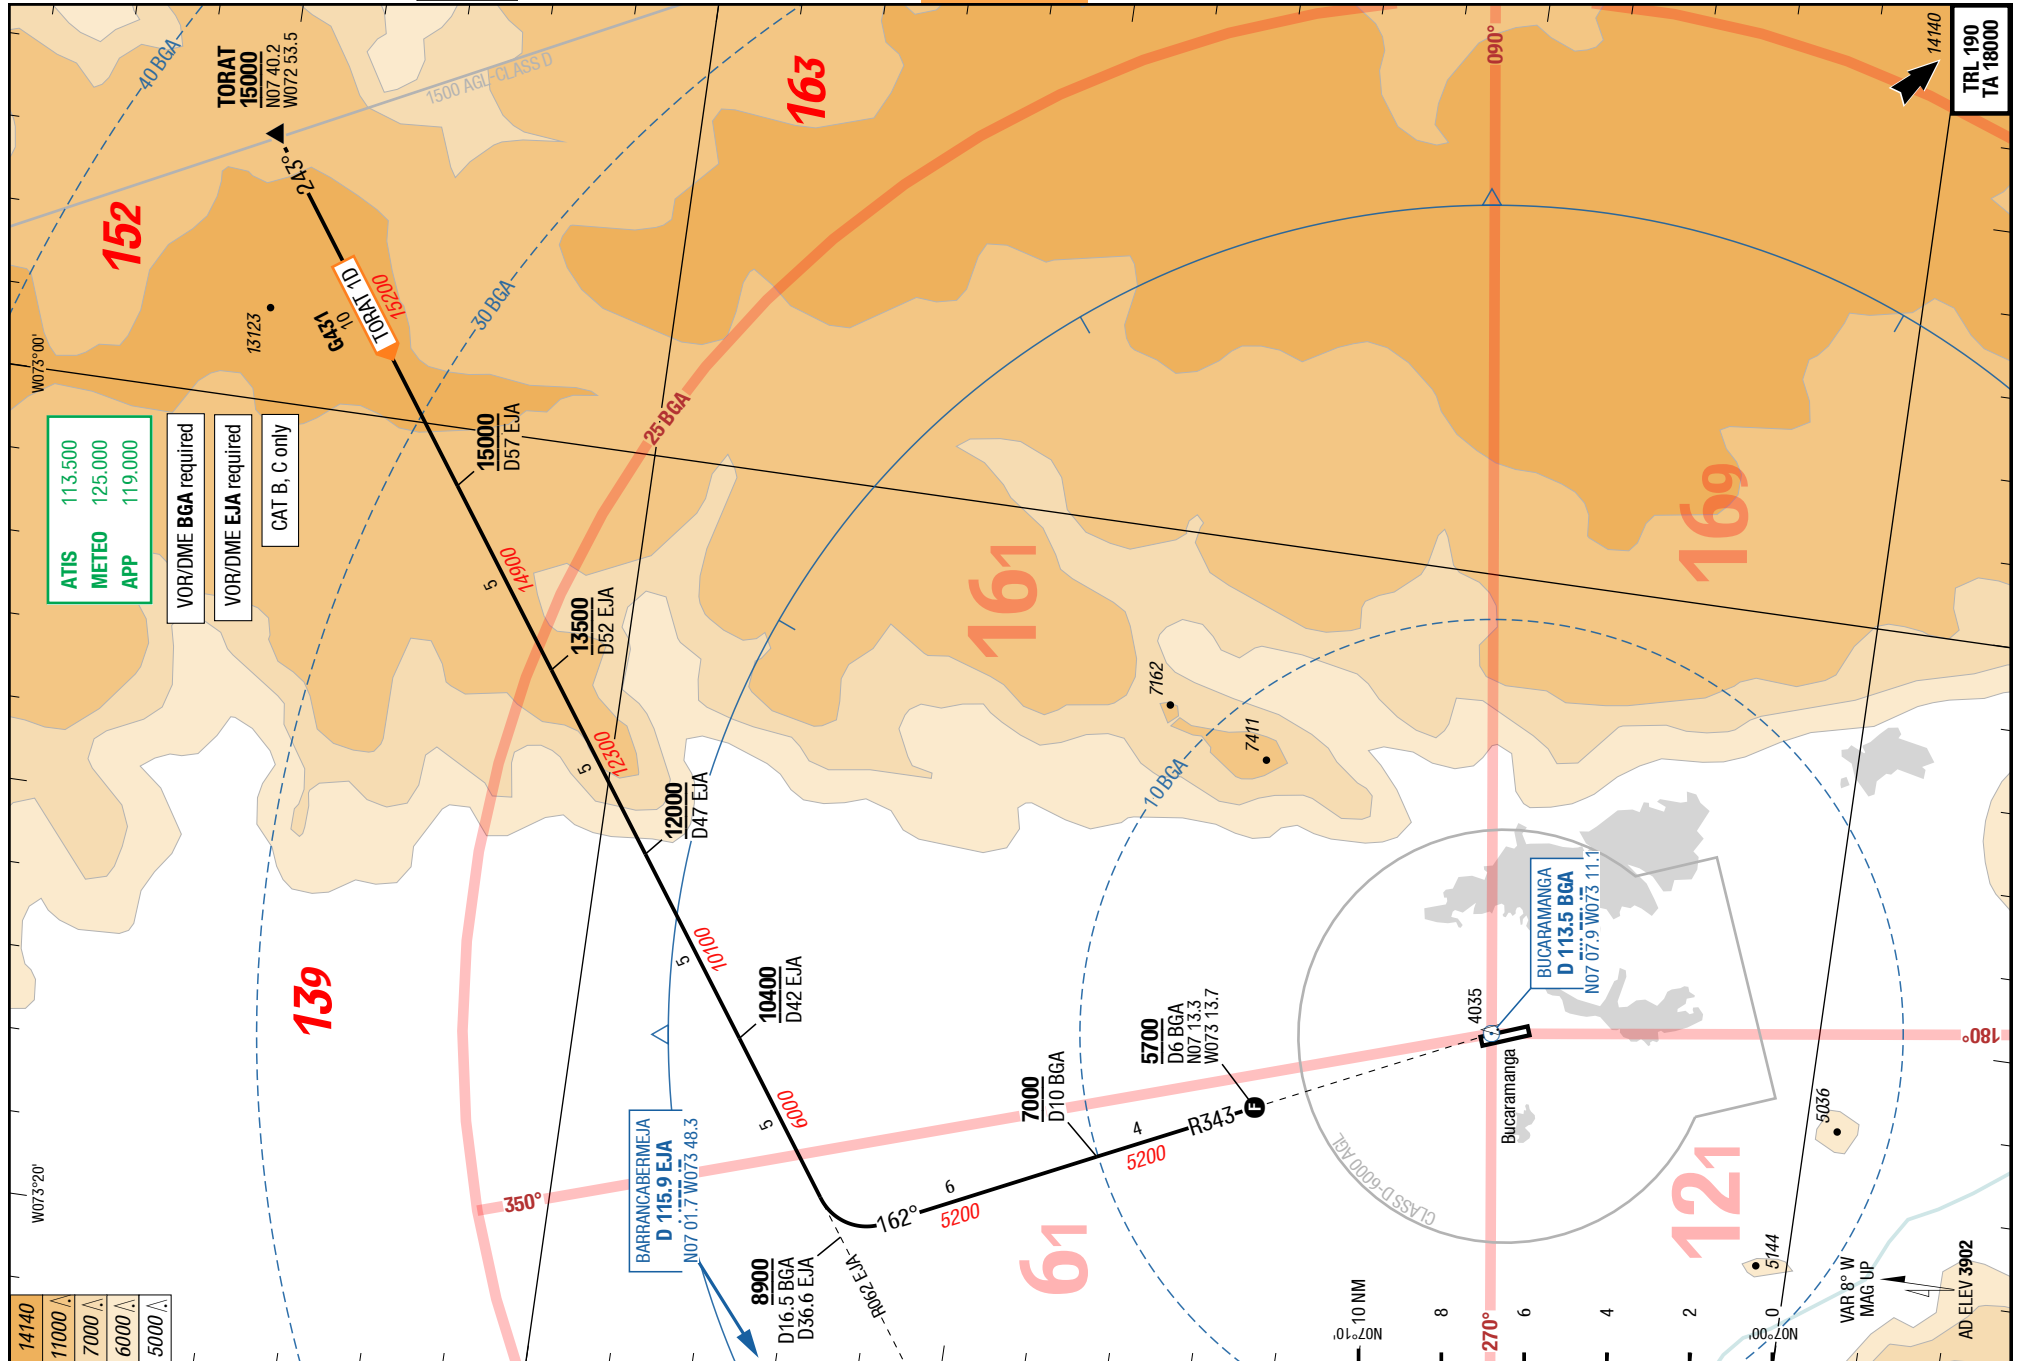 40 BGA
TORAT
15000
N07 40.2
W072 53.5
1500 AGL-CLASS D
163
090°
14140
TRL 190
TA 18000
152
243°
13123
G431
10
TORAT 1D
15200
30 BGA
W073°00'
ATIS 113.500
METEO 125.000
APP 119.000
VOR/DME BGA required
VOR/DME EJA required
CAT B, C only
15000
D57 EJA
25 BGA
5
14900
13500
D52 EJA
161
169
5
12300
12000
D47 EJA
7162
7411
10 BGA
139
5
10100
10400
D42 EJA
5700
D6 BGA
N07 13.3
W073 13.7
4035
BUCARAMANGA
D 113.5 BGA
N07 07.9 W073 11.1
Bucaramanga
180°
5
6000
7000
D10 BGA
4
R343
F
5200
6
5200
162°
W073°20'
350°
BARRANCABERMEJA
D 115.9 EJA
N07 01.7 W073 48.3
8900
D16.5 BGA
D36.6 EJA
R062 EJA
61
CLASS D-6000 AGL
121
5036
5144
14140
11000
7000
6000
5000
10 NM
8
6
4
2
0
N07°10'
270°
N07°00'
VAR 8° W
MAG UP
AD ELEV 3902